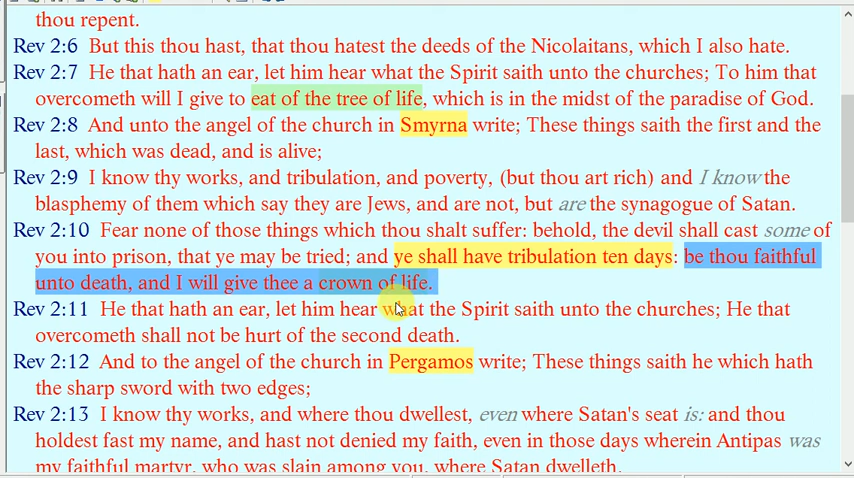 thou repent.
Rev 2:6 But this thou hast, that thou hatest the deeds of the Nicolaitans, which I also hate.
Rev 2:7 He that hath an ear, let him hear what the Spirit saith unto the churches; To him that
overcometh will I give to eat of the tree of life, which is in the midst of the paradise of God.
Rev 2:8 And unto the angel of the church in Smyrna write; These things saith the first and the
last, which was dead, and is alive;
Rev 2:9 I know thy works, and tribulation, and poverty, (but thou art rich) and I know the
blasphemy of them which say they are Jews, and are not, but are the synagogue of Satan.
Rev 2:10 Fear none of those things which thou shalt suffer: behold, the devil shall cast some of
you into prison, that ye may be tried; and ye shall have tribulation ten days: be thou faithful
unto death, and I will give thee a crown of life.
Rev 2:11 He that hath an ear, let him hear what the Spirit saith unto the churches; He that
overcometh shall not be hurt of the second death.
Rev 2:12 And to the angel of the church in Pergamos write; These things saith he which hath
the sharp sword with two edges;
Rev 2:13 I know thy works, and where thou dwellest, even where Satan's seat is: and thou
holdest fast my name, and hast not denied my faith, even in those days wherein Antipas was
my faithful martyr, who was slain among you, where Satan dwelleth.